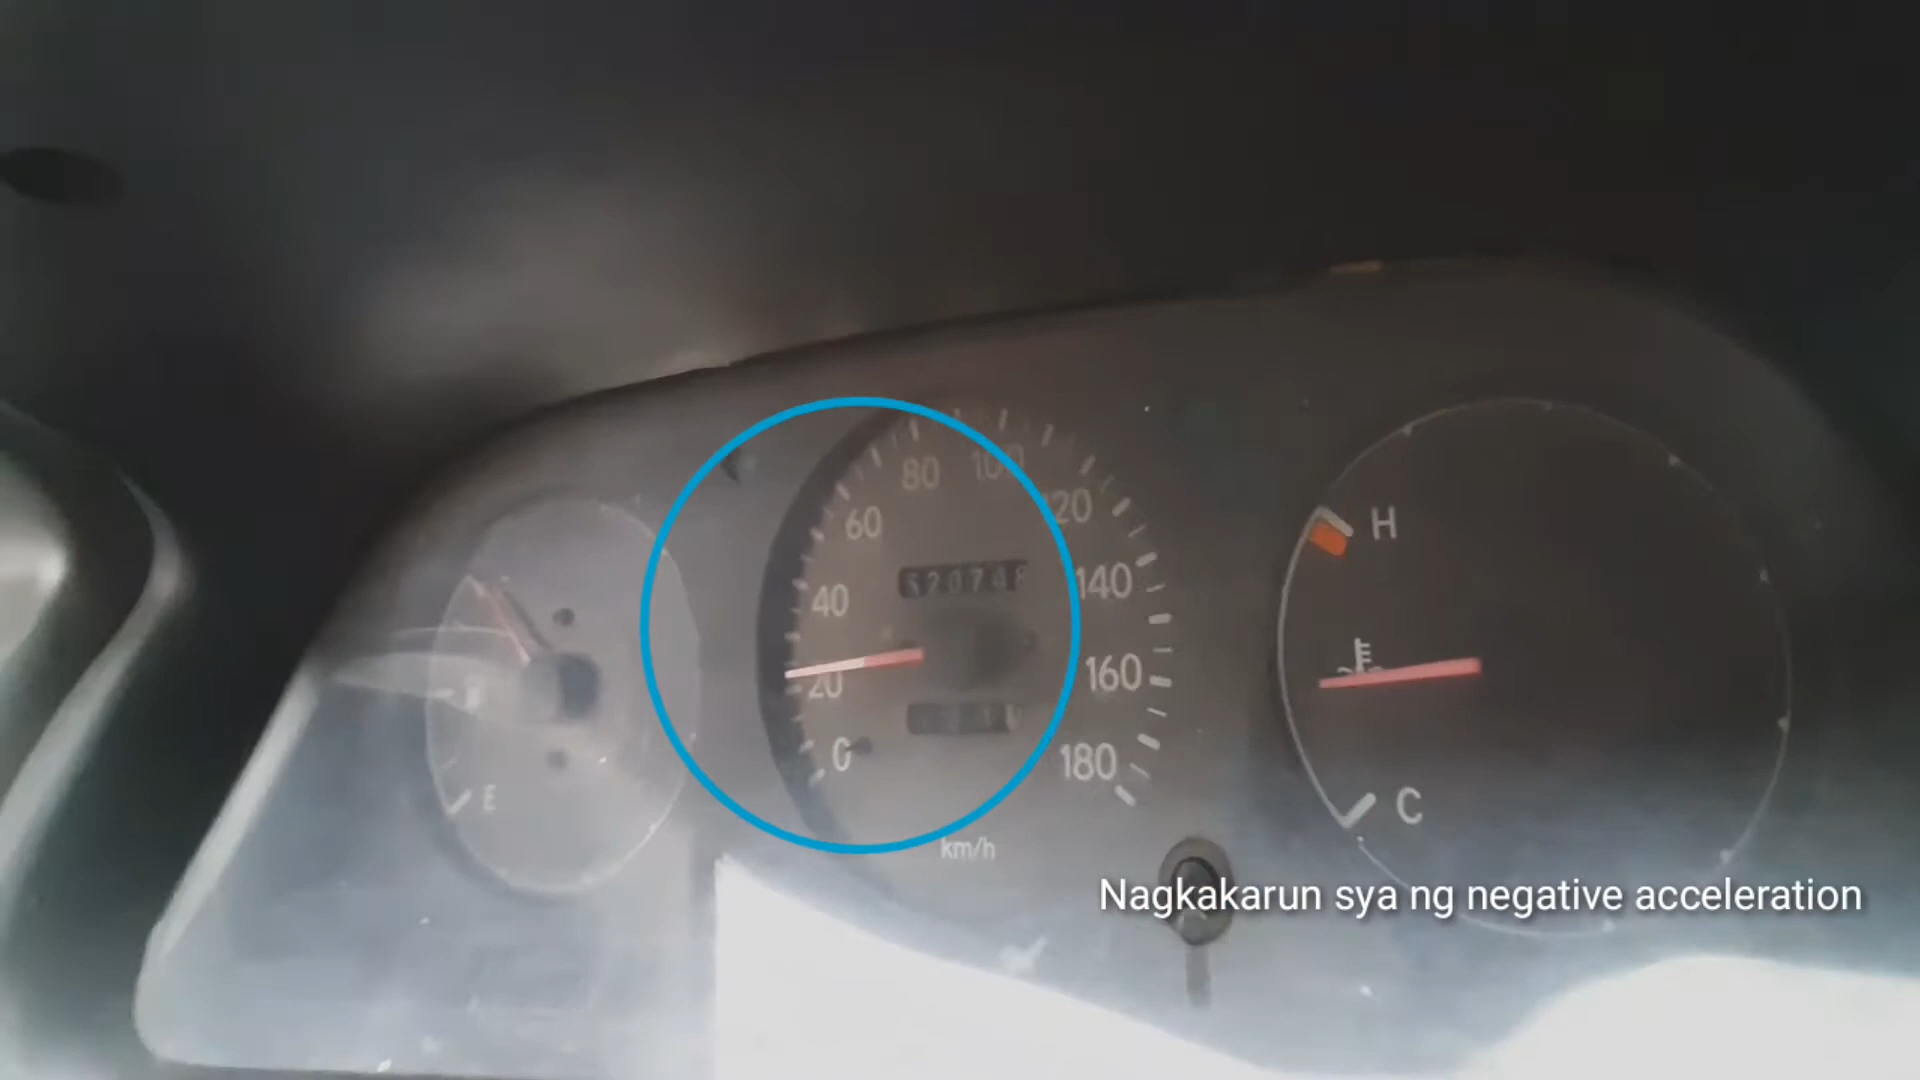 80 100
60 120
40 140
20 160
0 180
km/h
H
C
E
Nagkakarun sya ng negative acceleration